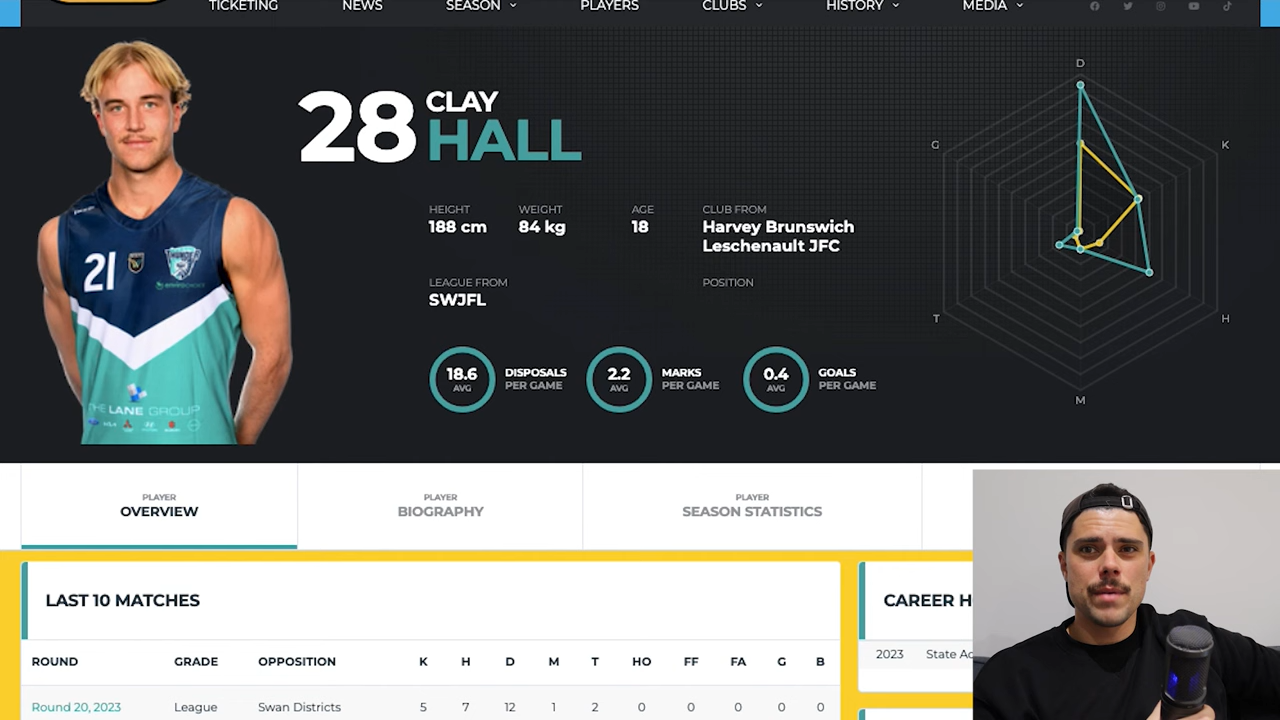 TICKETING NEWS SEASON PLAYERS CLUBS HISTORY MEDIA
28 CLAY
HALL
HEIGHT WEIGHT AGE CLUB FROM
188 cm 84 kg 18 Harvey Brunswich
Leschenault JFC
LEAGUE FROM POSITION
SWJFL
18.6 AVG DISPOSALS PER GAME
2.2 AVG MARKS PER GAME
0.4 AVG GOALS PER GAME
D
G K
T H
M
21
THE LANE GROUP
PLAYER PLAYER PLAYER
OVERVIEW BIOGRAPHY SEASON STATISTICS
LAST 10 MATCHES CAREER H
ROUND GRADE OPPOSITION K H D M T HO FF FA G B
2023 State Ac
Round 20, 2023 League Swan Districts 5 7 12 1 2 0 0 0 0 0